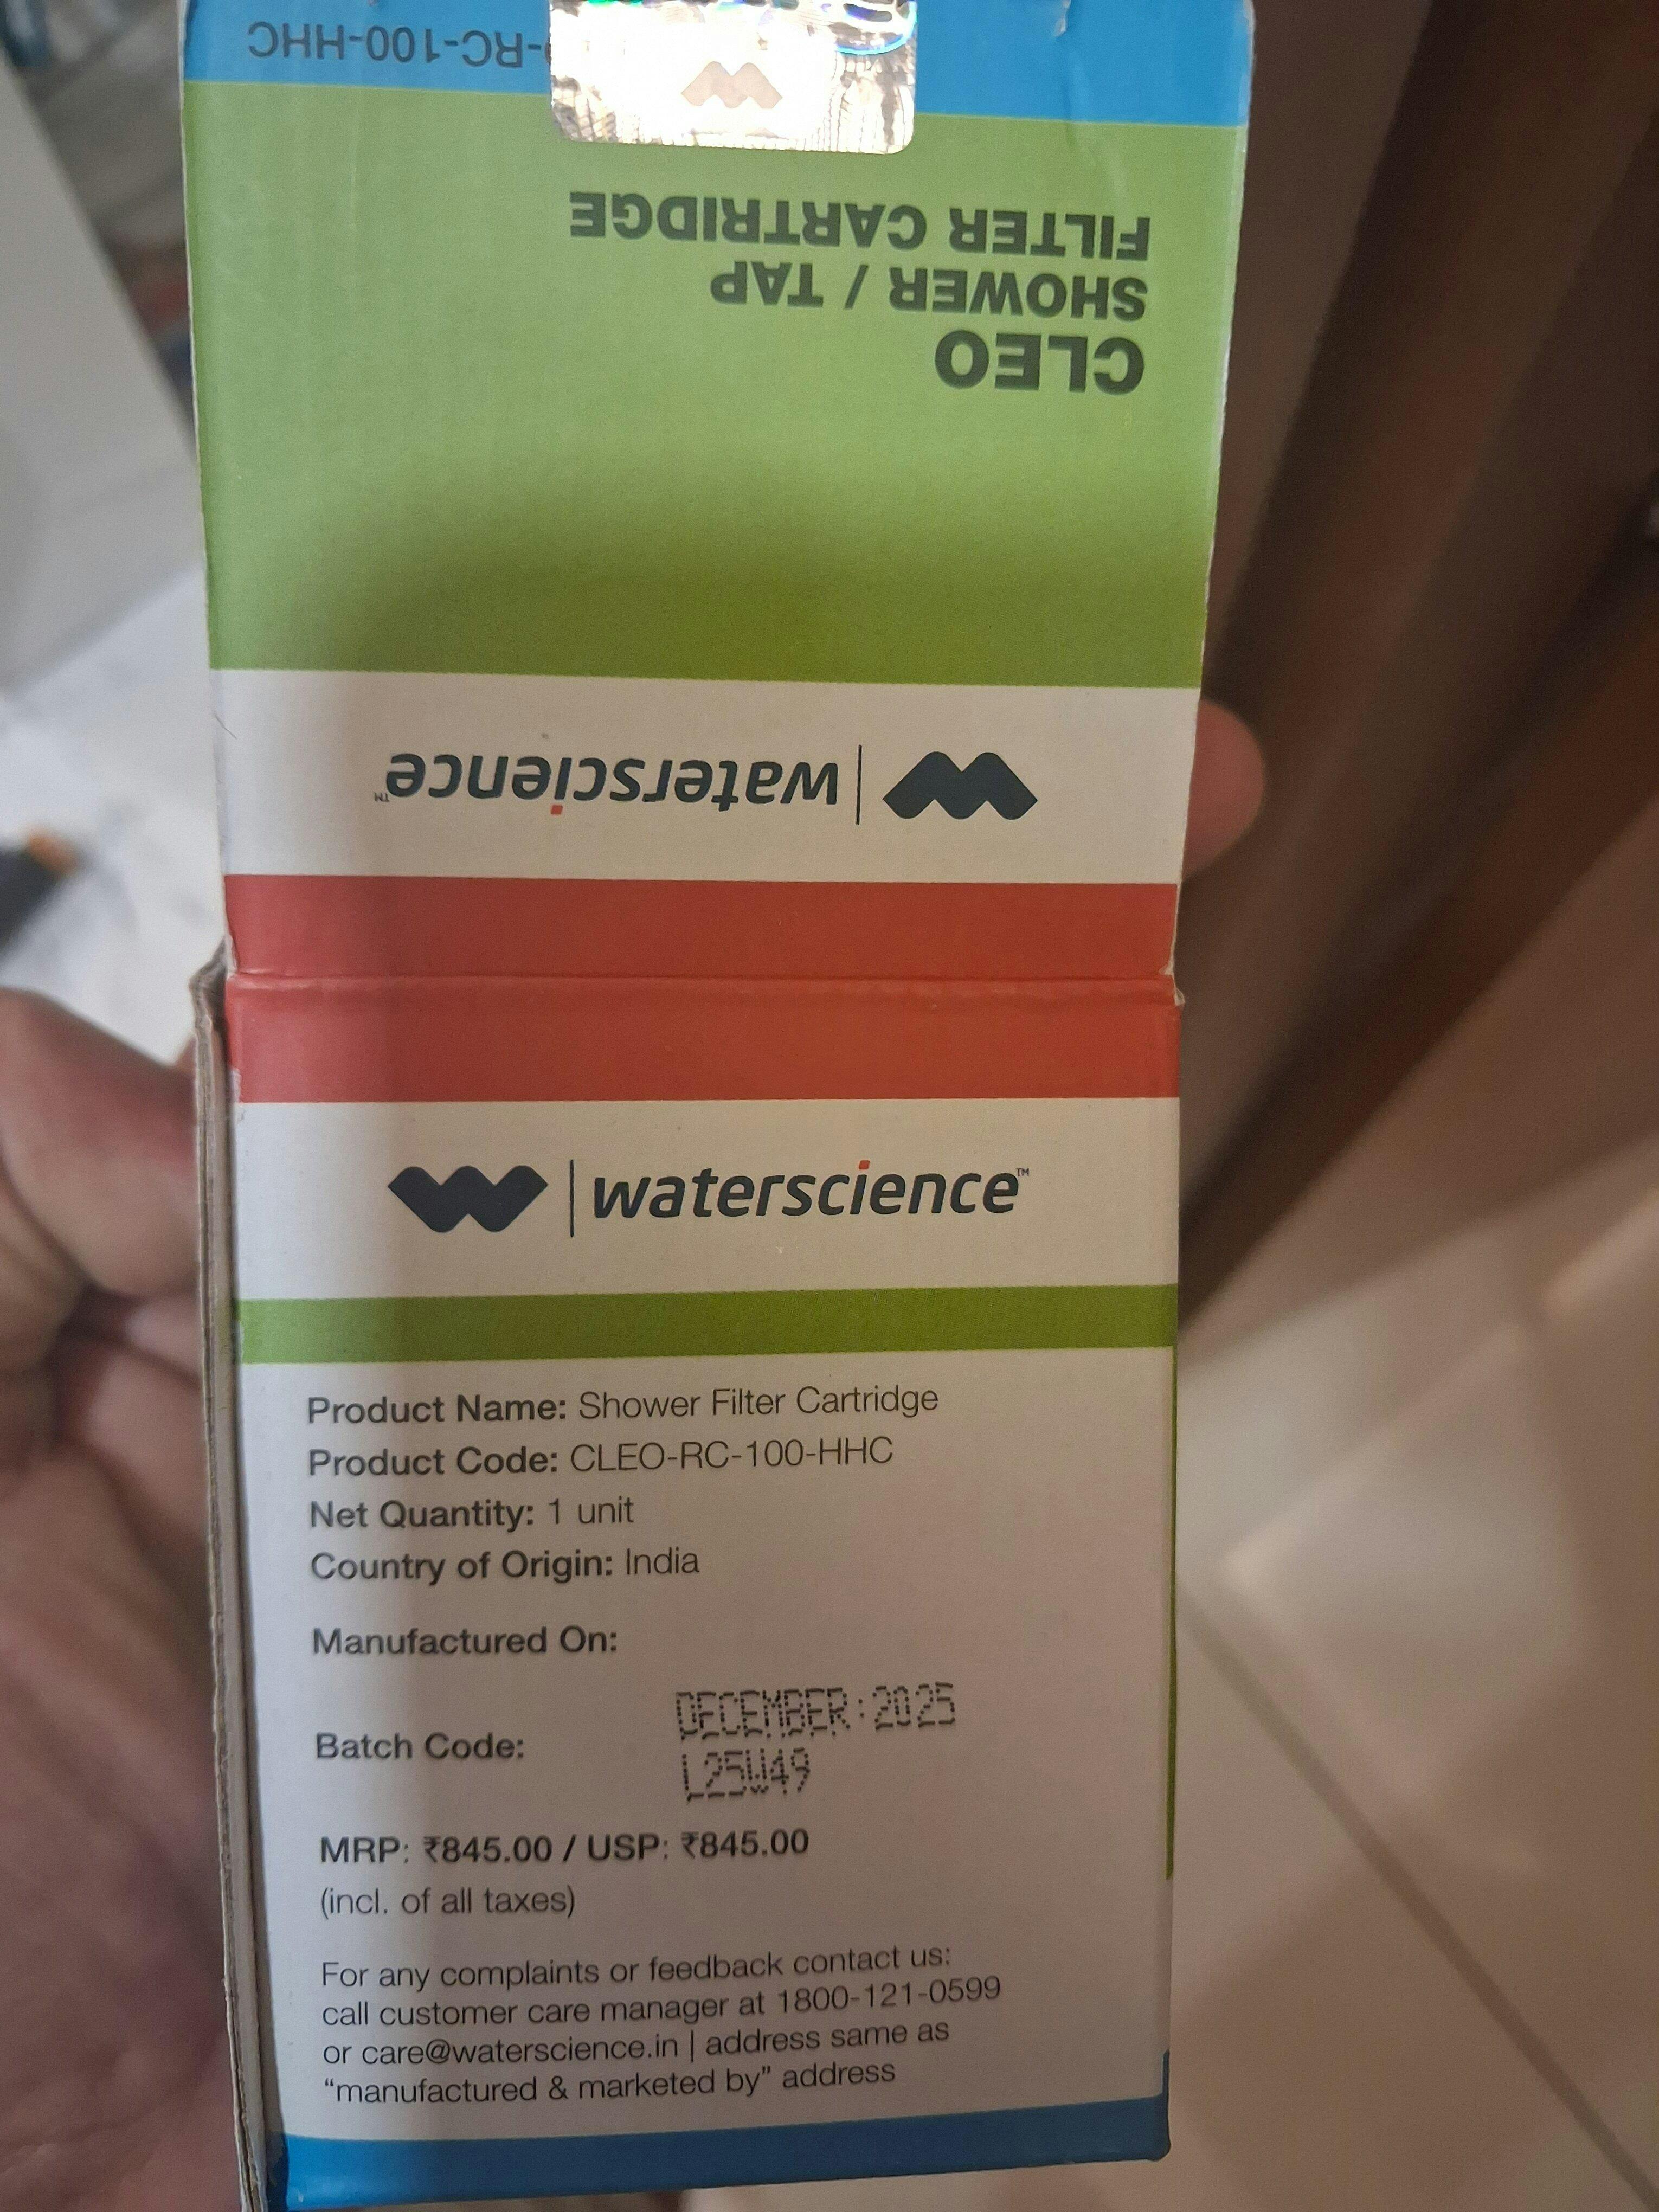 -RC-100-HHC
CLEO
SHOWER / TAP
FILTER CARTRIDGE
waterscience™
waterscience™
Product Name: Shower Filter Cartridge
Product Code: CLEO-RC-100-HHC
Net Quantity: 1 unit
Country of Origin: India
Manufactured On:
DECEMBER:2025
Batch Code:
L25W49
MRP: ₹845.00 / USP: ₹845.00
(incl. of all taxes)
For any complaints or feedback contact us:
call customer care manager at 1800-121-0599
or care@waterscience.in | address same as
“manufactured & marketed by” address